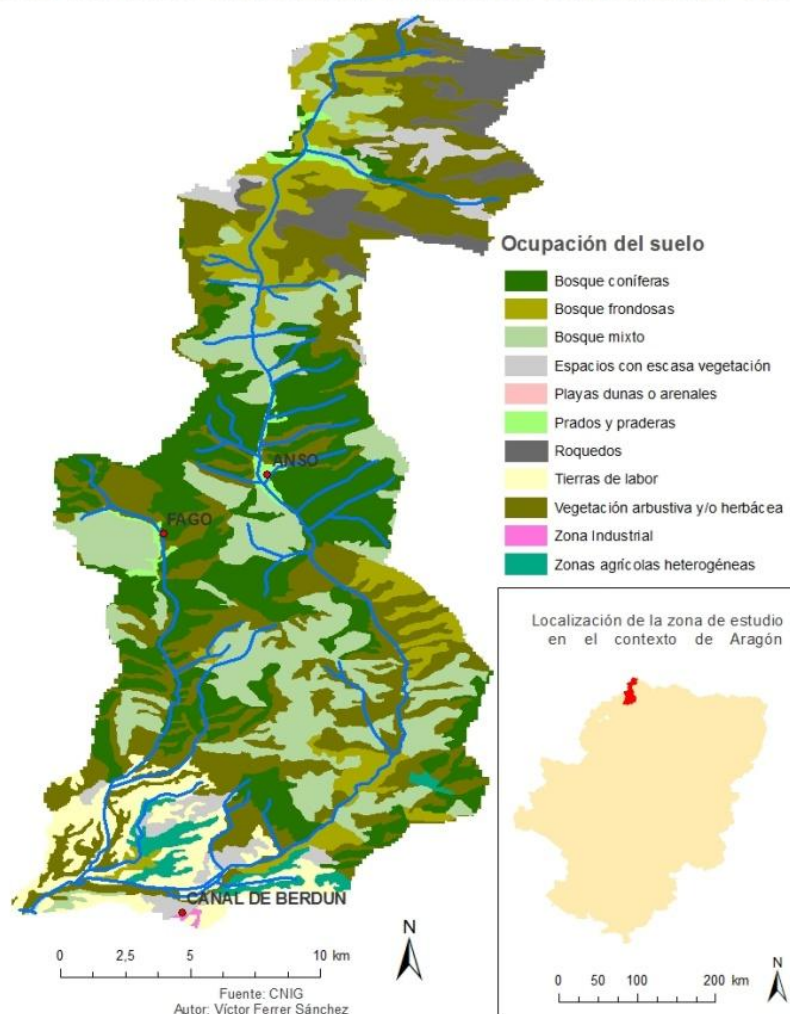 Ocupación del suelo
Bosque coníferas
Bosque frondosas
Bosque mixto
Espacios con escasa vegetación
Playas dunas o arenales
Prados y praderas
Roquedos
Tierras de labor
Vegetación arbustiva y/o herbácea
Zona Industrial
Zonas agrícolas heterogéneas
ANSO
FAGO
CANAL DE BERDUN
Localización de la zona de estudio
en el contexto de Aragón
N
0 2,5 5 10 km
N
0 50 100 200 km
Fuente: CNIG
Autor: Víctor Ferrer Sánchez